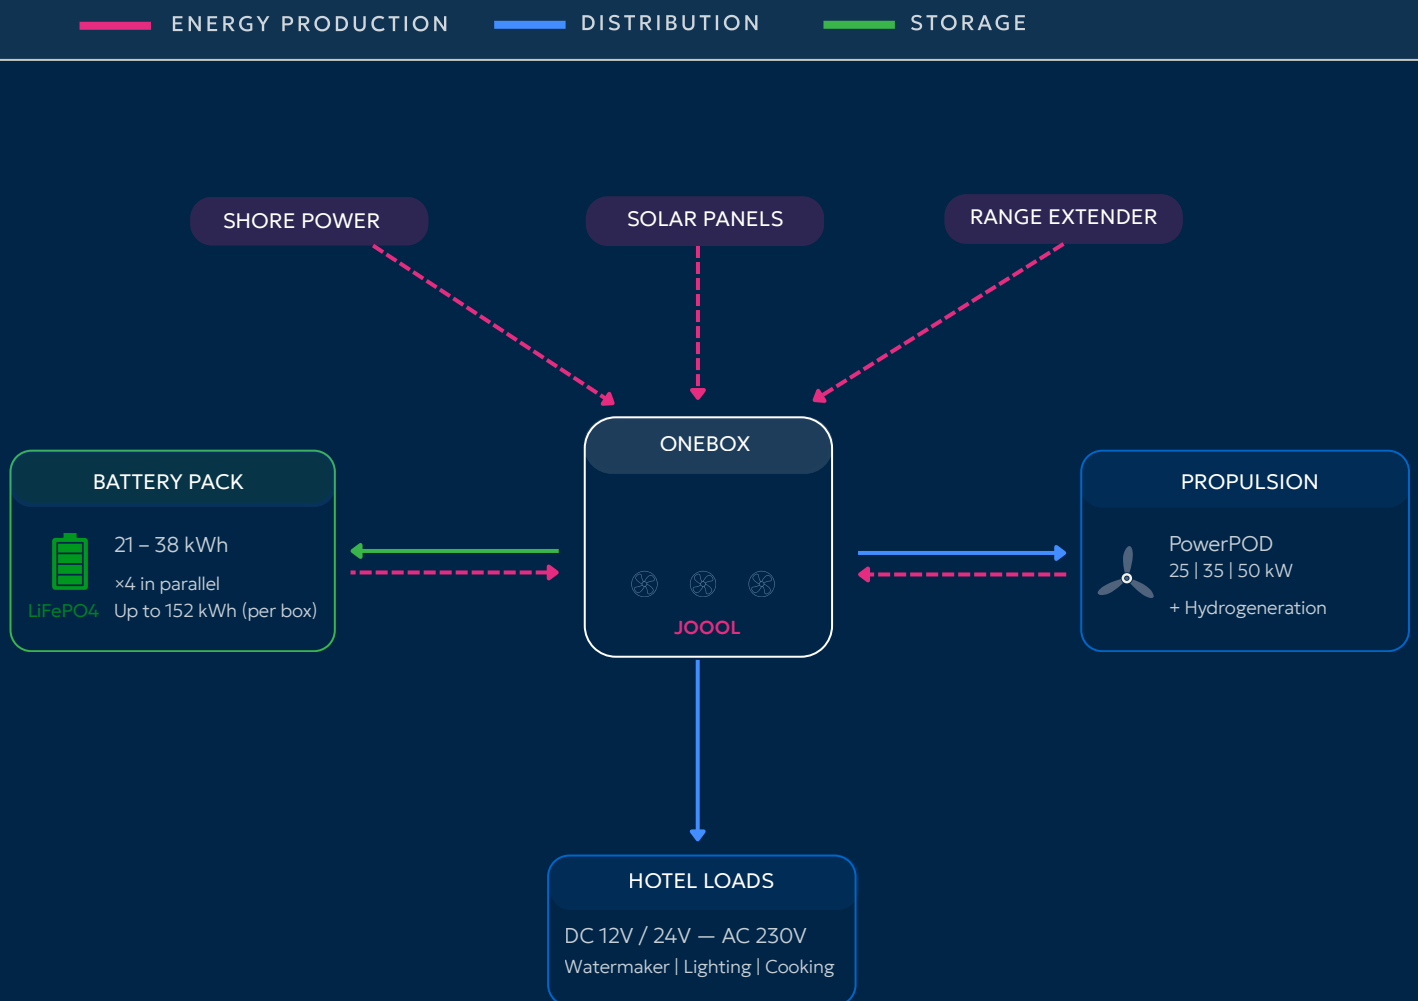 ENERGY PRODUCTION
DISTRIBUTION
STORAGE
SHORE POWER
SOLAR PANELS
RANGE EXTENDER
ONEBOX
JOOOL
BATTERY PACK
21 – 38 kWh
×4 in parallel
LiFePO4
Up to 152 kWh (per box)
PROPULSION
PowerPOD
25 | 35 | 50 kW
+ Hydrogeneration
HOTEL LOADS
DC 12V / 24V — AC 230V
Watermaker | Lighting | Cooking